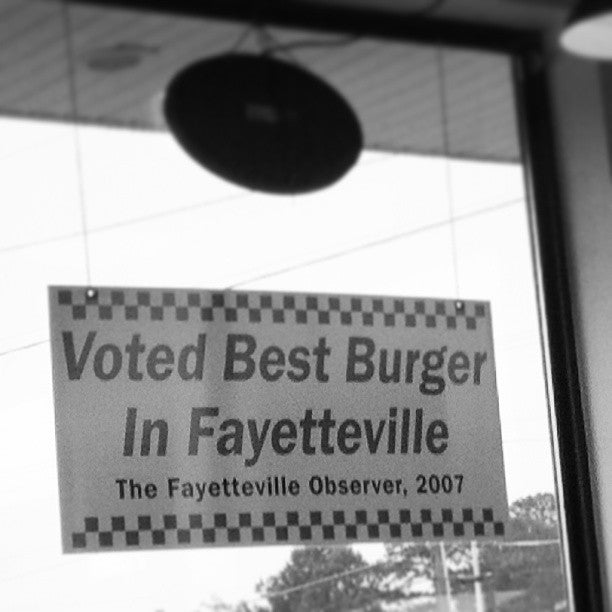 Voted Best Burger
In Fayetteville
The Fayetteville Observer, 2007